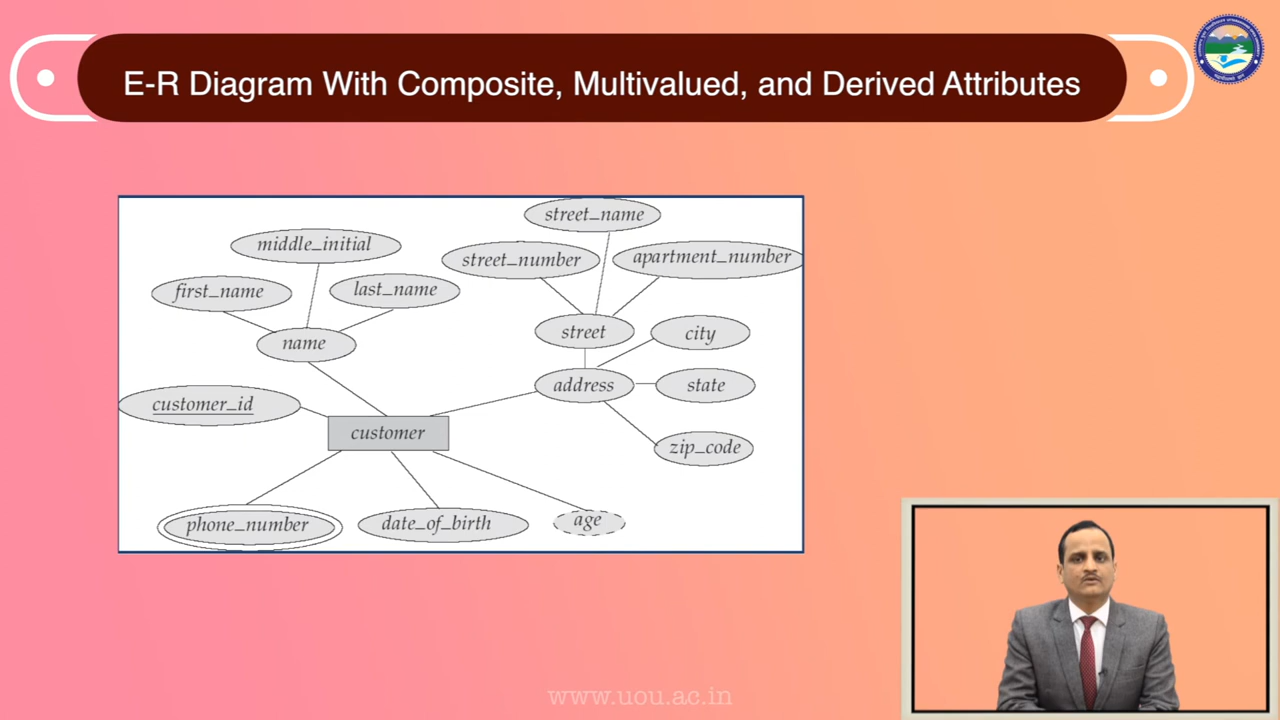 E-R Diagram With Composite, Multivalued, and Derived Attributes
street_name
middle_initial
street_number
apartment_number
first_name
last_name
street
city
name
address
state
customer_id
customer
zip_code
phone_number
date_of_birth
age
www.uou.ac.in